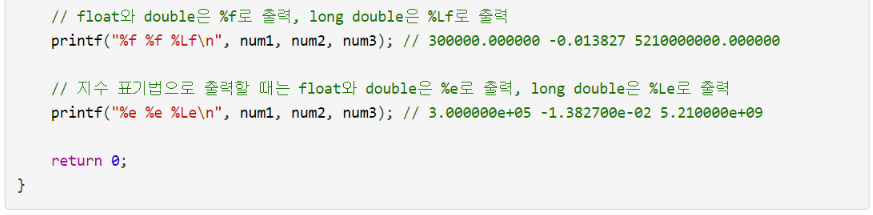 // float와 double은 %f로 출력, long double은 %Lf로 출력
printf("%f %f %Lf\n", num1, num2, num3); // 300000.000000 -0.013827 5210000000.000000
// 지수 표기법으로 출력할 때는 float와 double은 %e로 출력, long double은 %Le로 출력
printf("%e %e %Le\n", num1, num2, num3); // 3.000000e+05 -1.382700e-02 5.210000e+09
return 0;
}